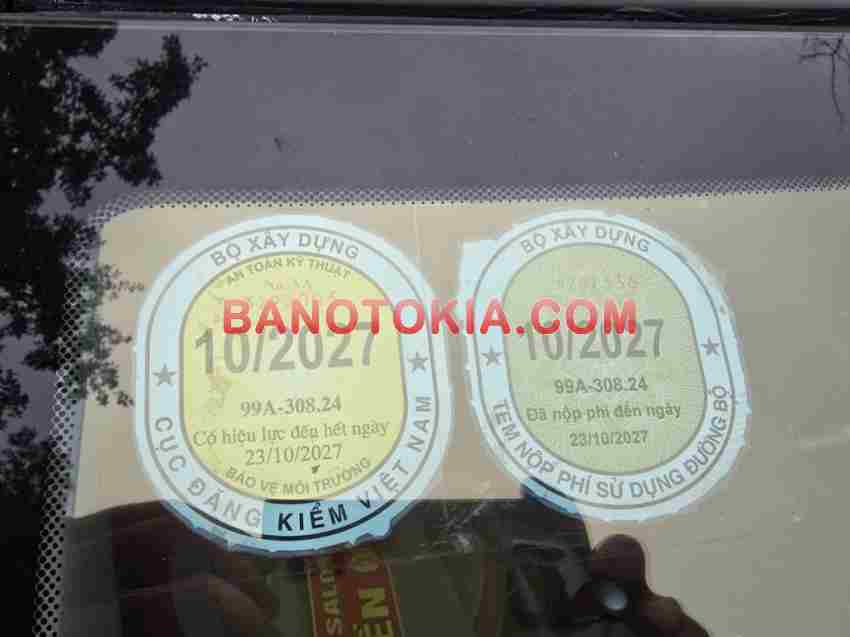 BỘ XÂY DỰNG
AN TOÀN KỸ THUẬT
10/2027
99A-308.24
Có hiệu lực đến hết ngày
23/10/2027
BẢO VỆ MÔI TRƯỜNG
CỤC ĐĂNG KIỂM VIỆT NAM
BỘ XÂY DỰNG
10/2027
99A-308.24
Đã nộp phí đến ngày
23/10/2027
TEM NỘP PHÍ SỬ DỤNG ĐƯỜNG BỘ
BANOTOKIA.COM